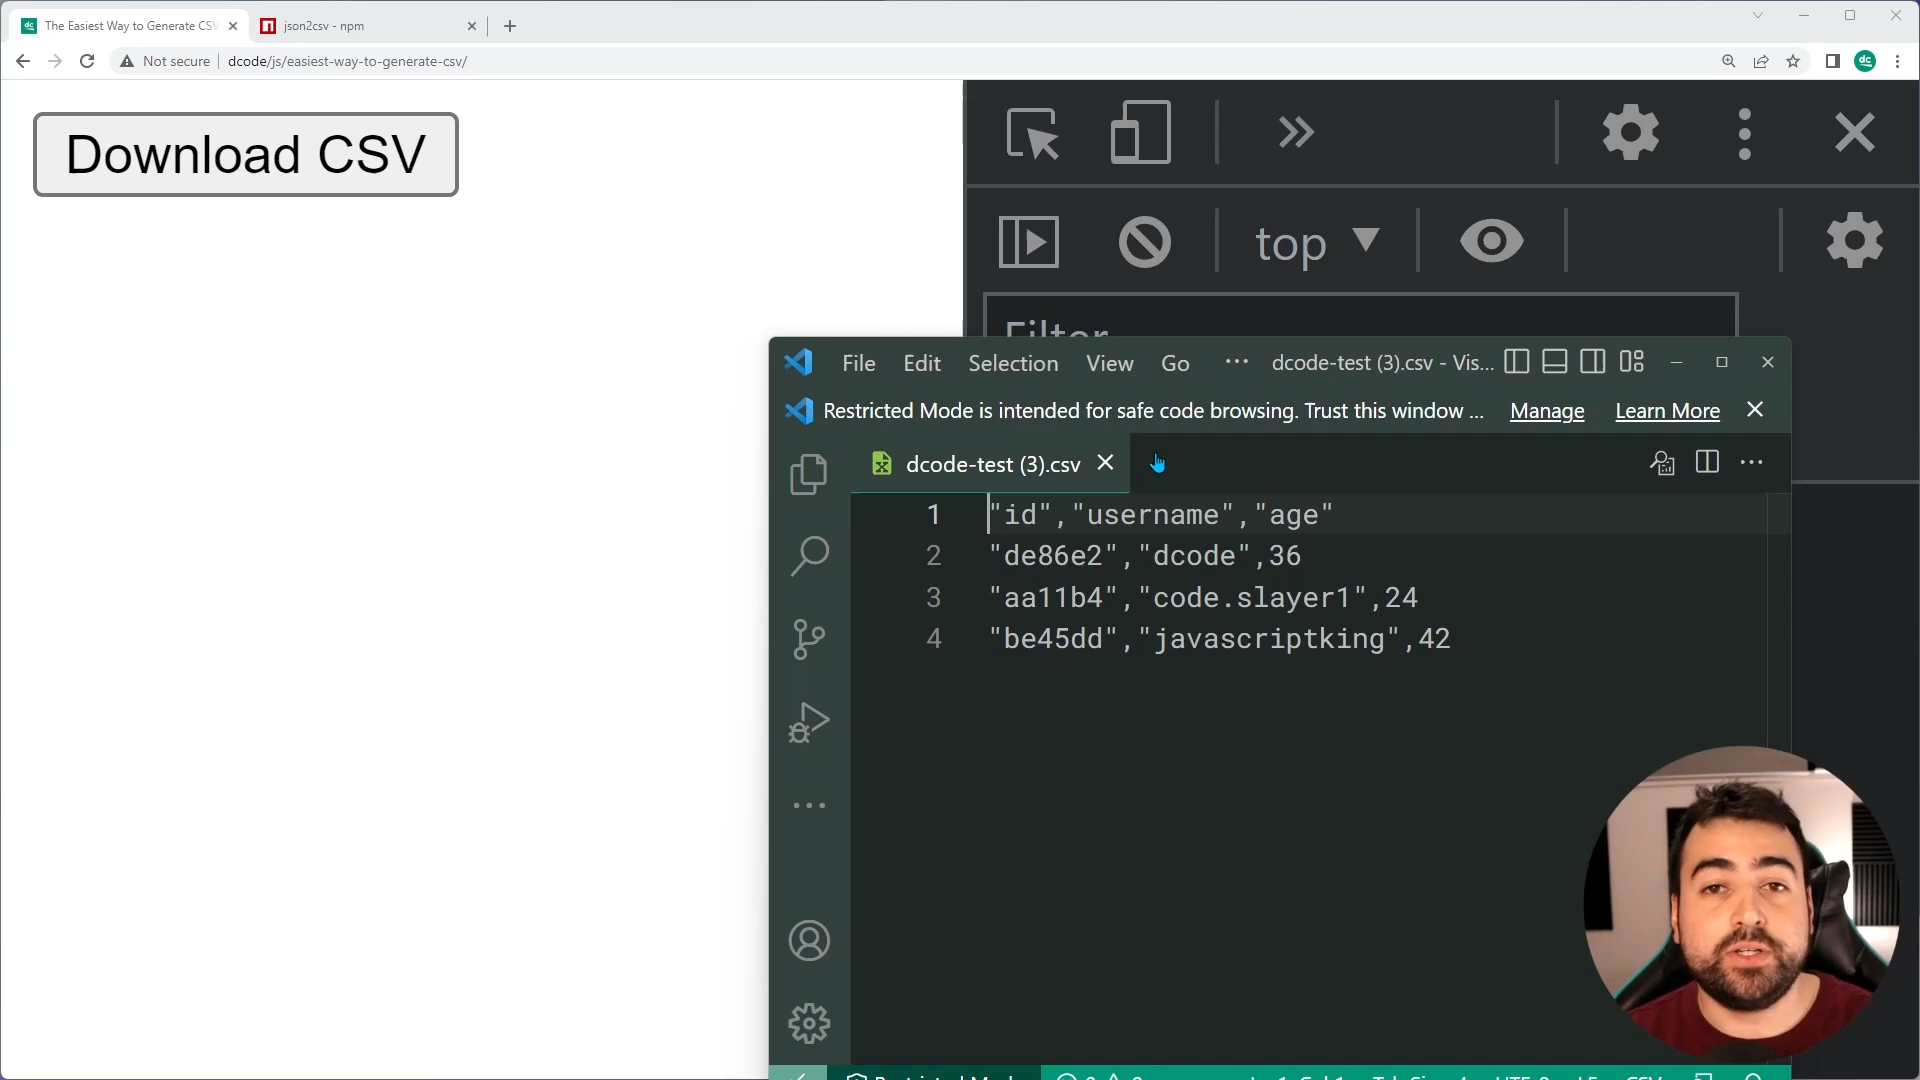 The Easiest Way to Generate CSV
json2csv - npm
Not secure
dcode/js/easiest-way-to-generate-csv/
Download CSV
top
Filter
File Edit Selection View Go ··· dcode-test (3).csv - Vis...
Restricted Mode is intended for safe code browsing. Trust this window ... Manage Learn More
dcode-test (3).csv
1 "id","username","age"
2 "de86e2","dcode",36
3 "aa11b4","code.slayer1",24
4 "be45dd","javascriptking",42